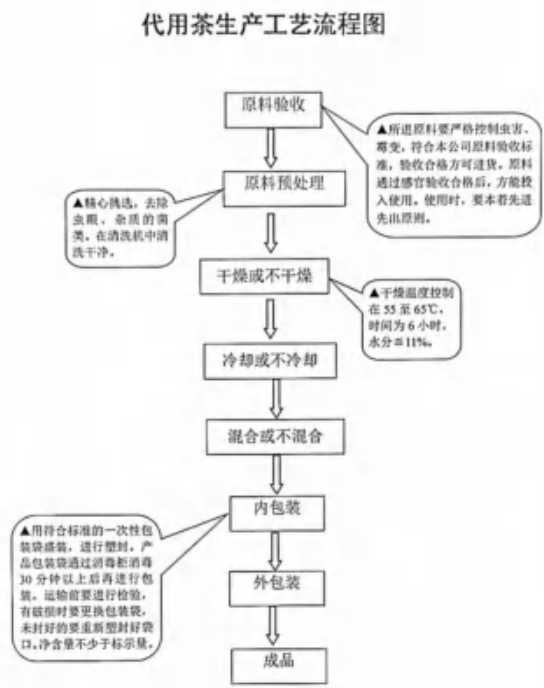 代用茶生产工艺流程图
原料验收
▲所进原料要严格控制虫害、
霉变，符合本公司原料验收标
准，验收合格方可进货。原料
通过感官验收合格后，方能投
入使用。使用时，要本着先进
先出原则。
原料预处理
▲精心挑选，去除
虫眼、杂质的菌
类。在清洗机中清
洗干净。
干燥或不干燥
▲干燥温度控制
在 55 至 65℃，
时间为 6 小时，
水分≦11%。
冷却或不冷却
混合或不混合
内包装
▲用符合标准的一次性包
装袋盛装，进行塑封。产
品包装袋通过消毒柜消毒
30 分钟以上后再进行包
装。运输前要进行检验，
有破损时要更换包装袋，
未封好的要重新塑封好袋
口。净含量不少于标示量。
外包装
成品